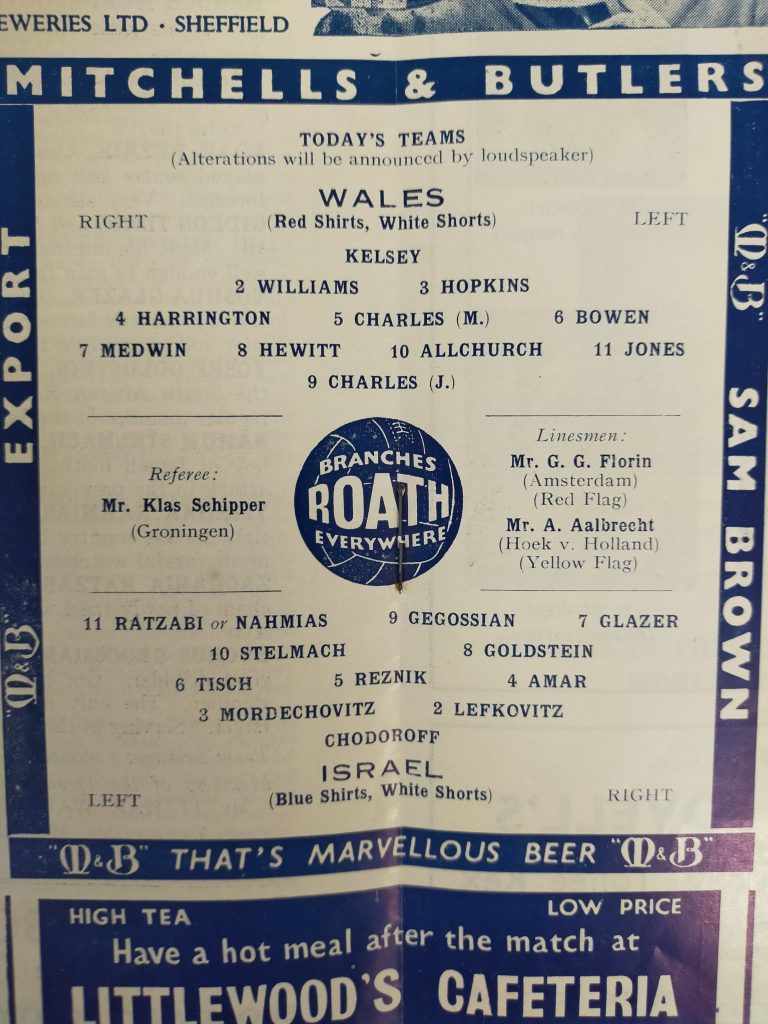 EWERIES LTD · SHEFFIELD
MITCHELLS & BUTLERS
EXPORT
"M&B"
"M&B"
SAM BROWN
TODAY'S TEAMS
(Alterations will be announced by loudspeaker)
WALES
RIGHT (Red Shirts, White Shorts) LEFT
KELSEY
2 WILLIAMS 3 HOPKINS
4 HARRINGTON 5 CHARLES (M.) 6 BOWEN
7 MEDWIN 8 HEWITT 10 ALLCHURCH 11 JONES
9 CHARLES (J.)
Referee:
Mr. Klas Schipper
(Groningen)
BRANCHES
ROATH
EVERYWHERE
Linesmen:
Mr. G. G. Florin
(Amsterdam)
(Red Flag)
Mr. A. Aalbrecht
(Hoek v. Holland)
(Yellow Flag)
11 RATZABI or NAHMIAS 9 GEGOSSIAN 7 GLAZER
10 STELMACH 8 GOLDSTEIN
6 TISCH 5 REZNIK 4 AMAR
3 MORDECHOVITZ 2 LEFKOVITZ
CHODOROFF
ISRAEL
LEFT (Blue Shirts, White Shorts) RIGHT
"M&B" THAT'S MARVELLOUS BEER "M&B"
HIGH TEA LOW PRICE
Have a hot meal after the match at
LITTLEWOOD'S CAFETERIA